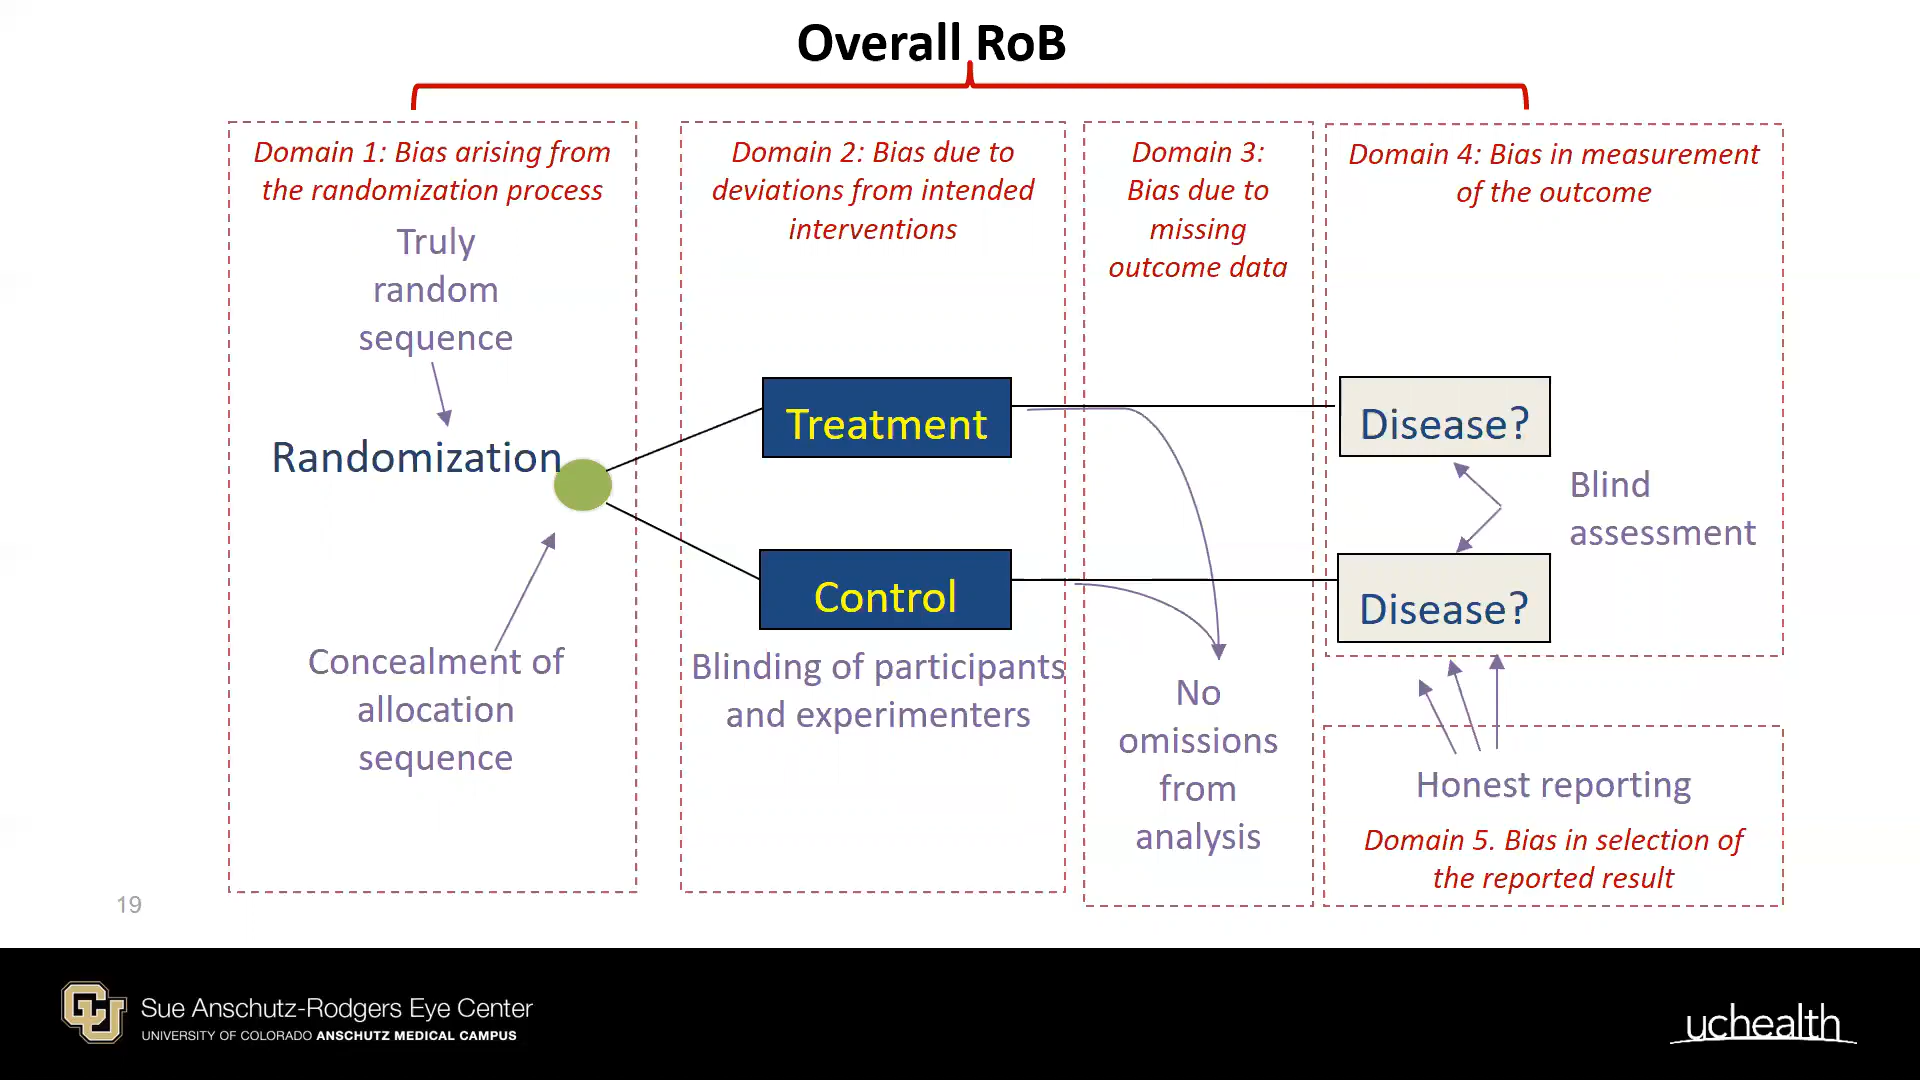 Overall RoB
Domain 1: Bias arising from
the randomization process
Truly
random
sequence
Randomization
Concealment of
allocation
sequence
Domain 2: Bias due to
deviations from intended
interventions
Treatment
Control
Blinding of participants
and experimenters
Domain 3:
Bias due to
missing
outcome data
No
omissions
from
analysis
Domain 4: Bias in measurement
of the outcome
Disease?
Blind
assessment
Disease?
Honest reporting
Domain 5. Bias in selection of
the reported result
19
CU
Sue Anschutz-Rodgers Eye Center
UNIVERSITY OF COLORADO ANSCHUTZ MEDICAL CAMPUS
uchealth